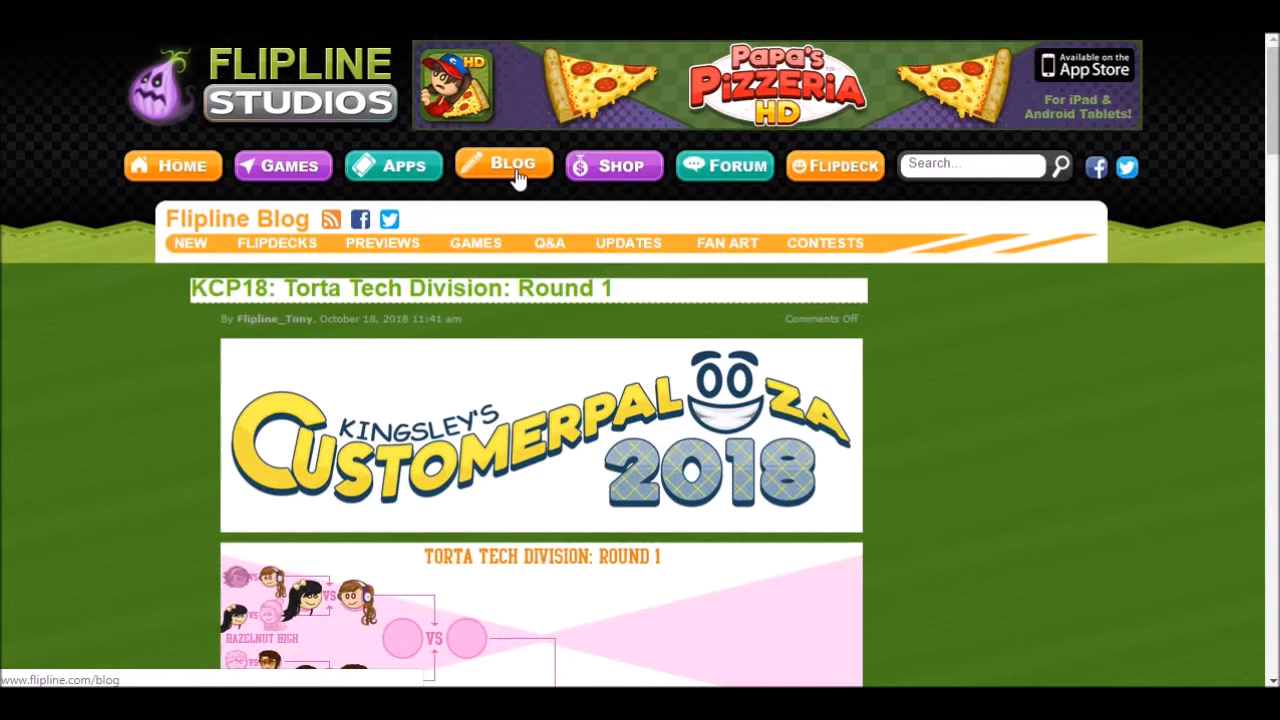 FLIPLINE
STUDIOS
HD
Papa's
PIZZERIA
HD
Available on the
App Store
For iPad &
Android Tablets!
HOME
GAMES
APPS
BLOG
SHOP
FORUM
FLIPDECK
Search...
Flipline Blog
NEW FLIPDECKS PREVIEWS GAMES Q&A UPDATES FAN ART CONTESTS
KCP18: Torta Tech Division: Round 1
By Flipline_Tony, October 18, 2018 11:41 am
Comments Off
KINGSLEY'S
CUSTOMERPALOOZA
2018
TORTA TECH DIVISION: ROUND 1
VS
VS
VS
VS
HAZELNUT HIGH
VS
www.flipline.com/blog